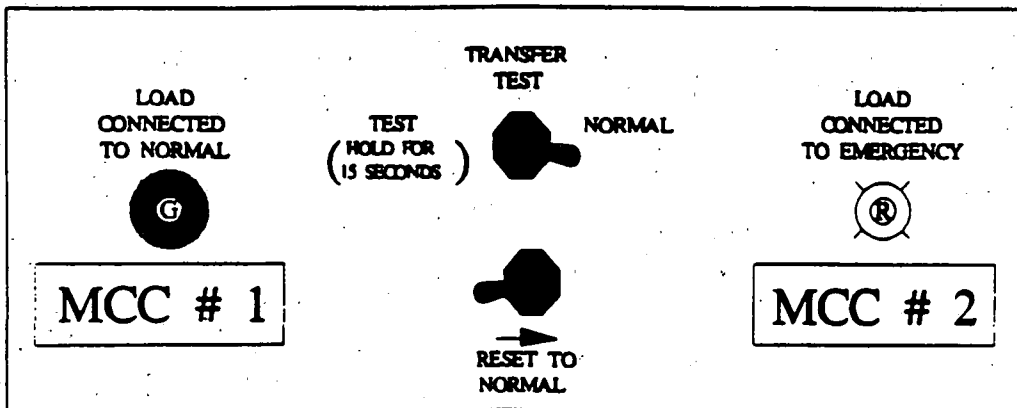 TRANSFER
TEST
LOAD
CONNECTED
TO NORMAL
TEST
(HOLD FOR
15 SECONDS)
NORMAL
LOAD
CONNECTED
TO EMERGENCY
G
R
MCC # 1
MCC # 2
RESET TO
NORMAL